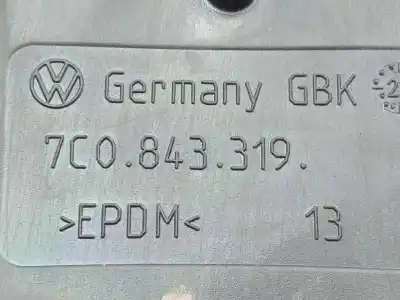 Germany GBK
7C0.843.319.
>EPDM< 13